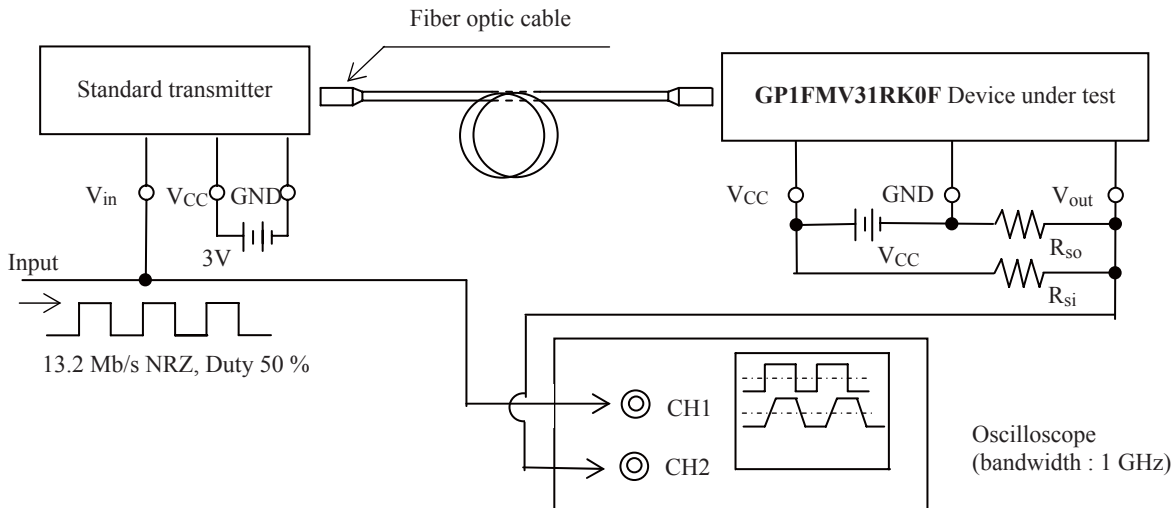 Fiber optic cable
Standard transmitter
GP1FMV31RK0F Device under test
Vin
VCC
GND
3V
VCC
GND
Vout
Rso
VCC
Rsi
Input
13.2 Mb/s NRZ, Duty 50 %
CH1
CH2
Oscilloscope
(bandwidth : 1 GHz)